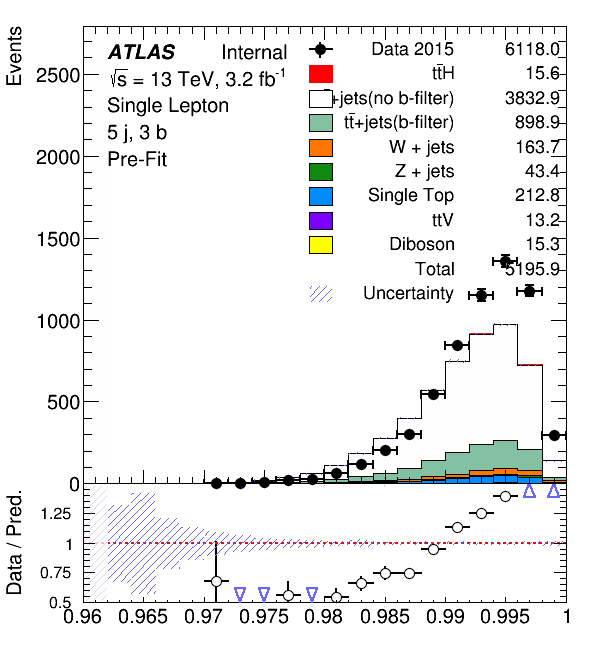 Events
2500
2000
1500
1000
500
0
ATLAS Internal
√s = 13 TeV, 3.2 fb⁻¹
Single Lepton
5 j, 3 b
Pre-Fit
Data 2015 6118.0
tt̄H 15.6
+jets(no b-filter) 3832.9
tt̄+jets(b-filter) 898.9
W + jets 163.7
Z + jets 43.4
Single Top 212.8
ttV 13.2
Diboson 15.3
Total 5195.9
Uncertainty
Data / Pred.
1.25
1
0.75
0.5
0.96 0.965 0.97 0.975 0.98 0.985 0.99 0.995 1